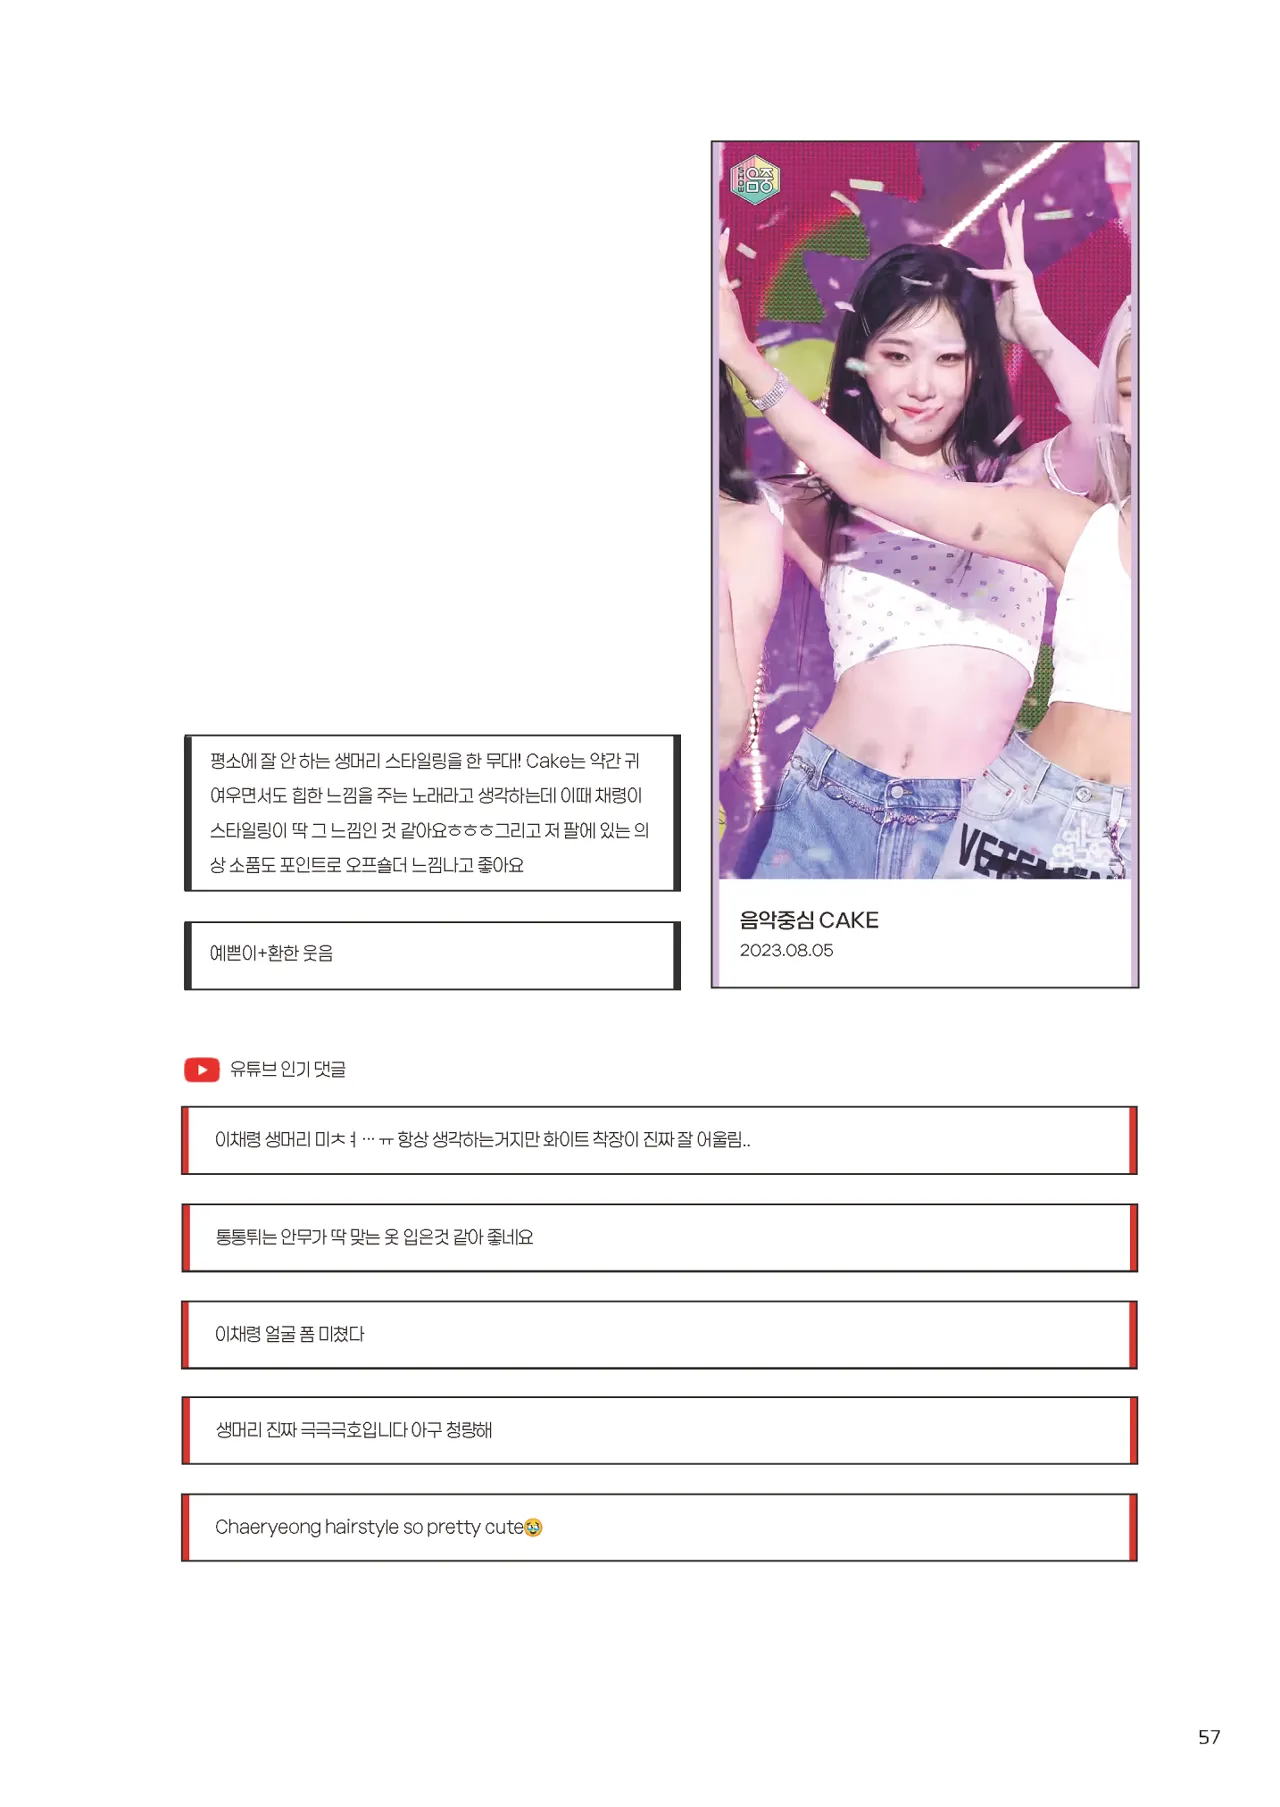 음중
평소에 잘 안 하는 생머리 스타일링을 한 무대! Cake는 약간 귀
여우면서도 힙한 느낌을 주는 노래라고 생각하는데 이때 채령이
스타일링이 딱 그 느낌인 것 같아요ㅎㅎㅎ그리고 저 팔에 있는 의
상 소품도 포인트로 오프숄더 느낌나고 좋아요
예쁜이+환한 웃음
음악중심 CAKE
2023.08.05
유튜브 인기 댓글
이채령 생머리 미ㅊㅕ… ㅠ 항상 생각하는거지만 화이트 착장이 진짜 잘 어울림..
통통튀는 안무가 딱 맞는 옷 입은것 같아 좋네요
이채령 얼굴 폼 미쳤다
생머리 진짜 극극극호입니다 아구 청량해
Chaeryeong hairstyle so pretty cute🥹
57